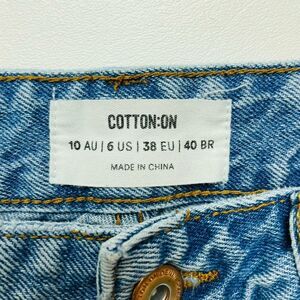 COTTON:ON
10 AU | 6 US | 38 EU | 40 BR
MADE IN CHINA